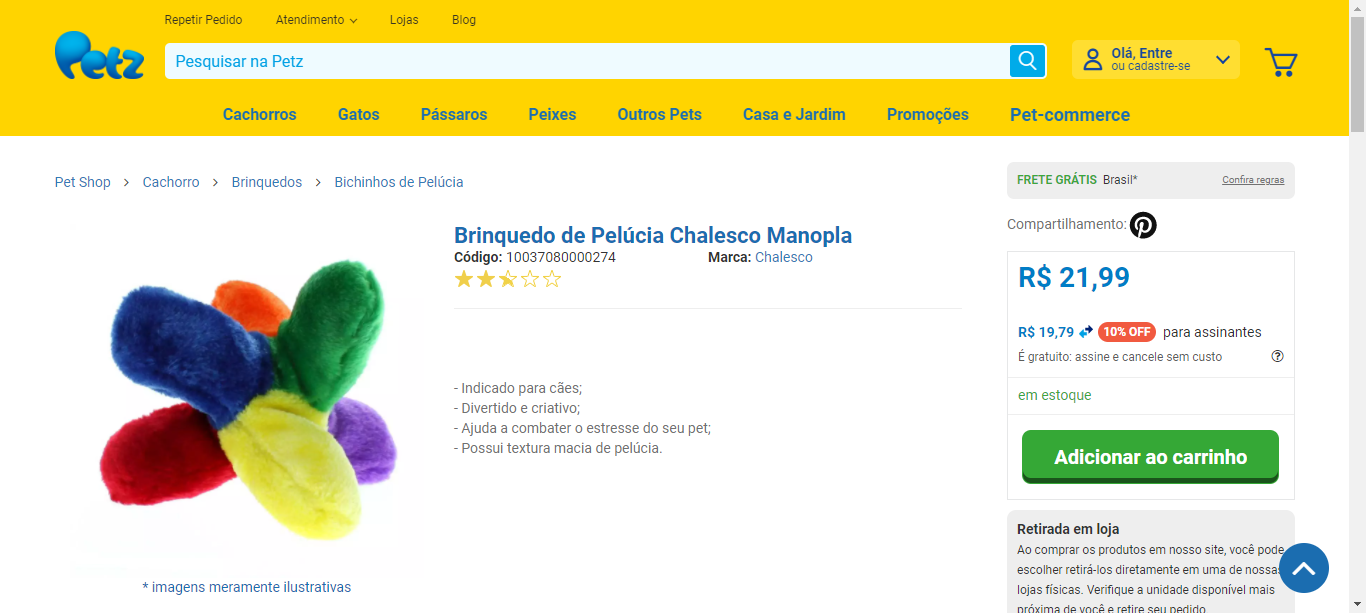 Repetir Pedido Atendimento Lojas Blog
Petz
Pesquisar na Petz
Olá, Entre
ou cadastre-se
Cachorros Gatos Pássaros Peixes Outros Pets Casa e Jardim Promoções Pet-commerce
Pet Shop > Cachorro > Brinquedos > Bichinhos de Pelúcia
FRETE GRÁTIS Brasil* Confira regras
Compartilhamento:
Brinquedo de Pelúcia Chalesco Manopla
Código: 10037080000274 Marca: Chalesco
- Indicado para cães;
- Divertido e criativo;
- Ajuda a combater o estresse do seu pet;
- Possui textura macia de pelúcia.
* imagens meramente ilustrativas
R$ 21,99
R$ 19,79 10% OFF para assinantes
É gratuito: assine e cancele sem custo ?
em estoque
Adicionar ao carrinho
Retirada em loja
Ao comprar os produtos em nosso site, você pode
escolher retirá-los diretamente em uma de nossas
lojas físicas. Verifique a unidade disponível mais
próxima de você e retire seu pedido